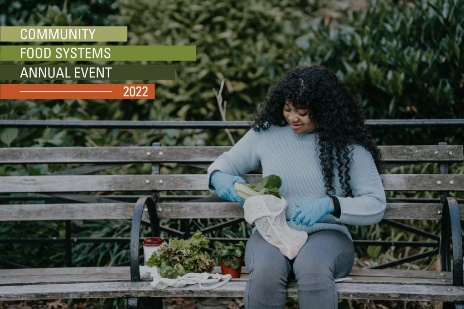 COMMUNITY
FOOD SYSTEMS
ANNUAL EVENT
2022